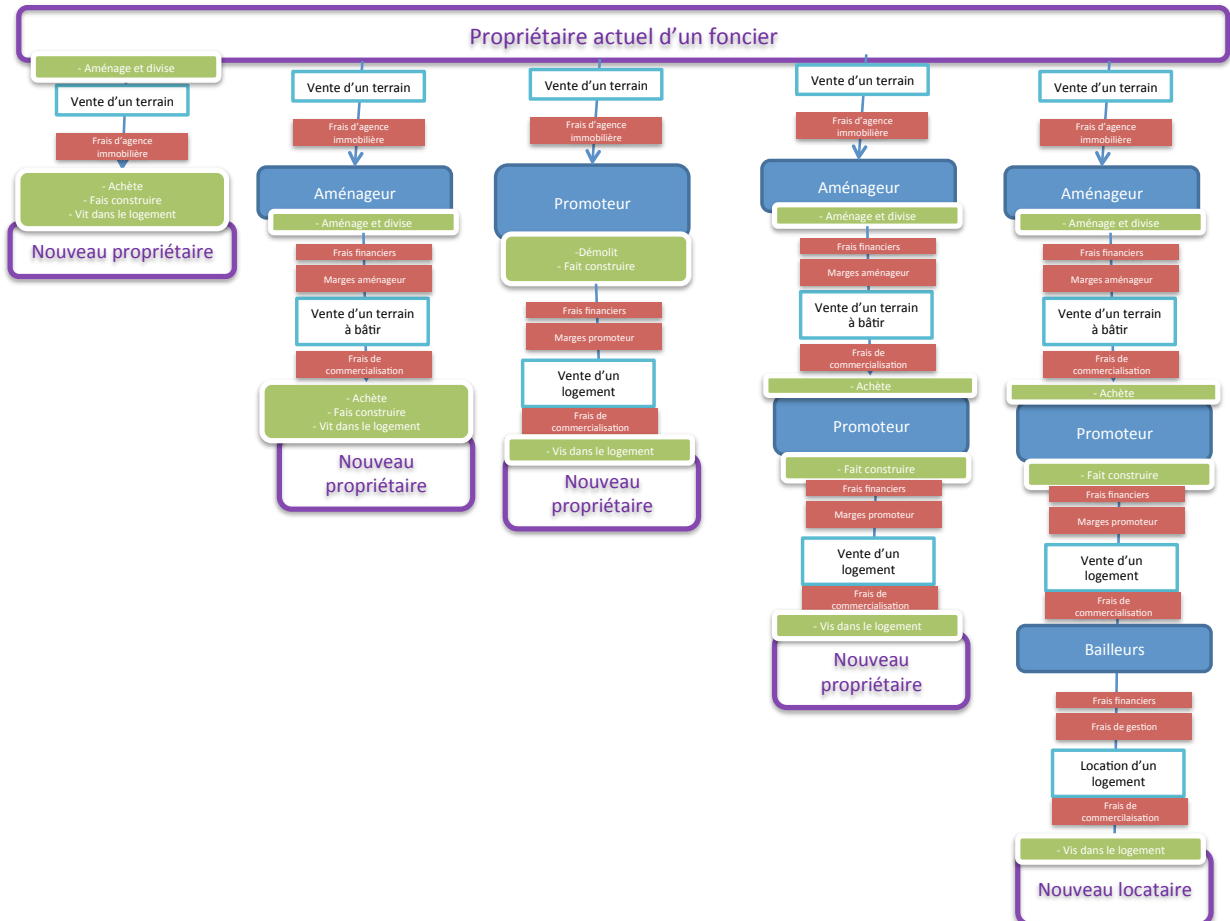 Propriétaire actuel d'un foncier
- Aménage et divise
Vente d'un terrain
Frais d'agence
immobilière
- Achète
- Fais construire
- Vit dans le logement
Nouveau propriétaire
Vente d'un terrain
Frais d'agence
immobilière
Aménageur
- Aménage et divise
Frais financiers
Marges aménageur
Vente d'un terrain
à bâtir
Frais de
commercialisation
- Achète
- Fais construire
- Vit dans le logement
Nouveau
propriétaire
Vente d'un terrain
Frais d'agence
immobilière
Promoteur
-Démolit
- Fait construire
Frais financiers
Marges promoteur
Vente d'un
logement
Frais de
commercialisation
- Vis dans le logement
Nouveau
propriétaire
Vente d'un terrain
Frais d'agence
immobilière
Aménageur
- Aménage et divise
Frais financiers
Marges aménageur
Vente d'un terrain
à bâtir
Frais de
commercialisation
- Achète
Promoteur
- Fait construire
Frais financiers
Marges promoteur
Vente d'un
logement
Frais de
commercialisation
- Vis dans le logement
Nouveau
propriétaire
Vente d'un terrain
Frais d'agence
immobilière
Aménageur
- Aménage et divise
Frais financiers
Marges aménageur
Vente d'un terrain
à bâtir
Frais de
commercialisation
- Achète
Promoteur
- Fait construire
Frais financiers
Marges promoteur
Vente d'un
logement
Frais de
commercialisation
Bailleurs
Frais financiers
Frais de gestion
Location d'un
logement
Frais de
commercilaisation
- Vis dans le logement
Nouveau locataire